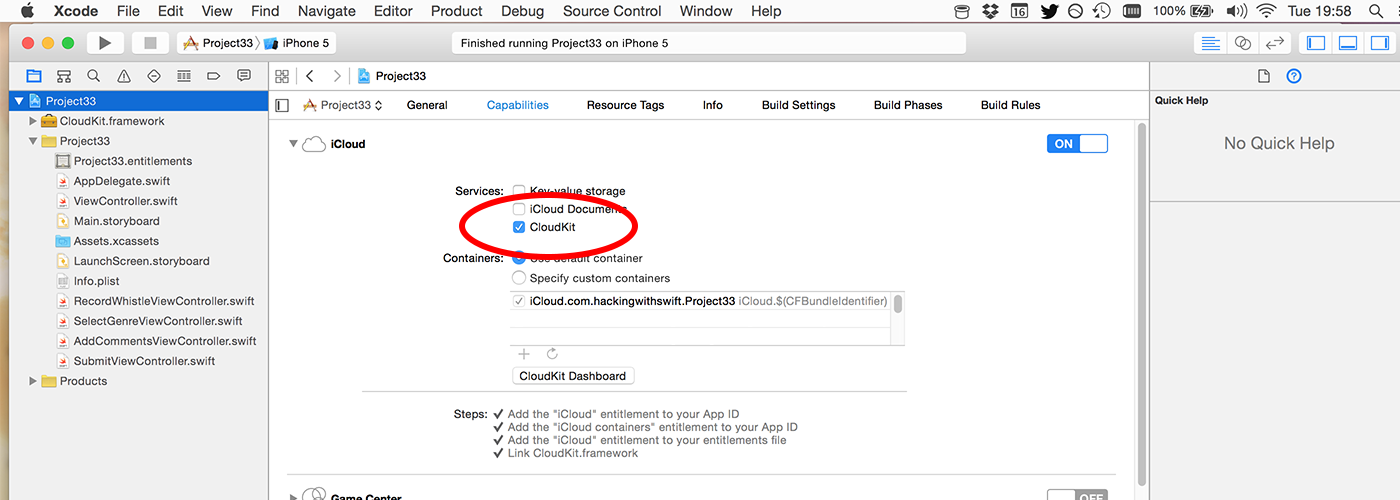 Xcode File Edit View Find Navigate Editor Product Debug Source Control Window Help 16 100% Tue 19:58
Project33 iPhone 5 Finished running Project33 on iPhone 5
Project33
Project33 General Capabilities Resource Tags Info Build Settings Build Phases Build Rules
Quick Help
No Quick Help
Project33
CloudKit.framework
Project33
Project33.entitlements
AppDelegate.swift
ViewController.swift
Main.storyboard
Assets.xcassets
LaunchScreen.storyboard
Info.plist
RecordWhistleViewController.swift
SelectGenreViewController.swift
AddCommentsViewController.swift
SubmitViewController.swift
Products
iCloud ON
Services: Key-value storage
iCloud Documents
CloudKit
Containers: Use default container
Specify custom containers
iCloud.com.hackingwithswift.Project33 iCloud.$(CFBundleIdentifier)
CloudKit Dashboard
Steps: ✓ Add the "iCloud" entitlement to your App ID
✓ Add the "iCloud containers" entitlement to your App ID
✓ Add the "iCloud" entitlement to your entitlements file
✓ Link CloudKit.framework
Game Center OFF